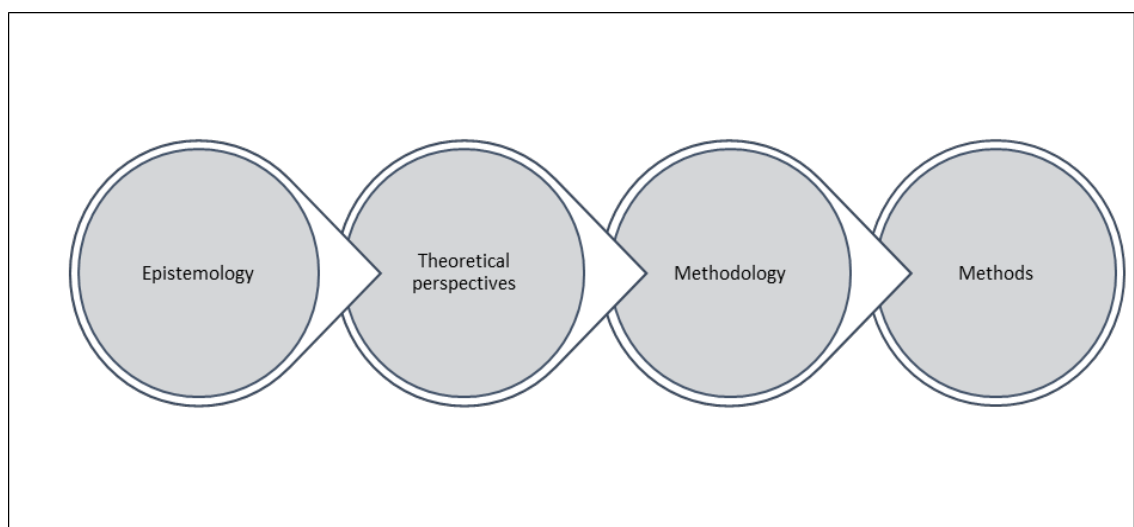 Epistemology
Theoretical
perspectives
Methodology
Methods